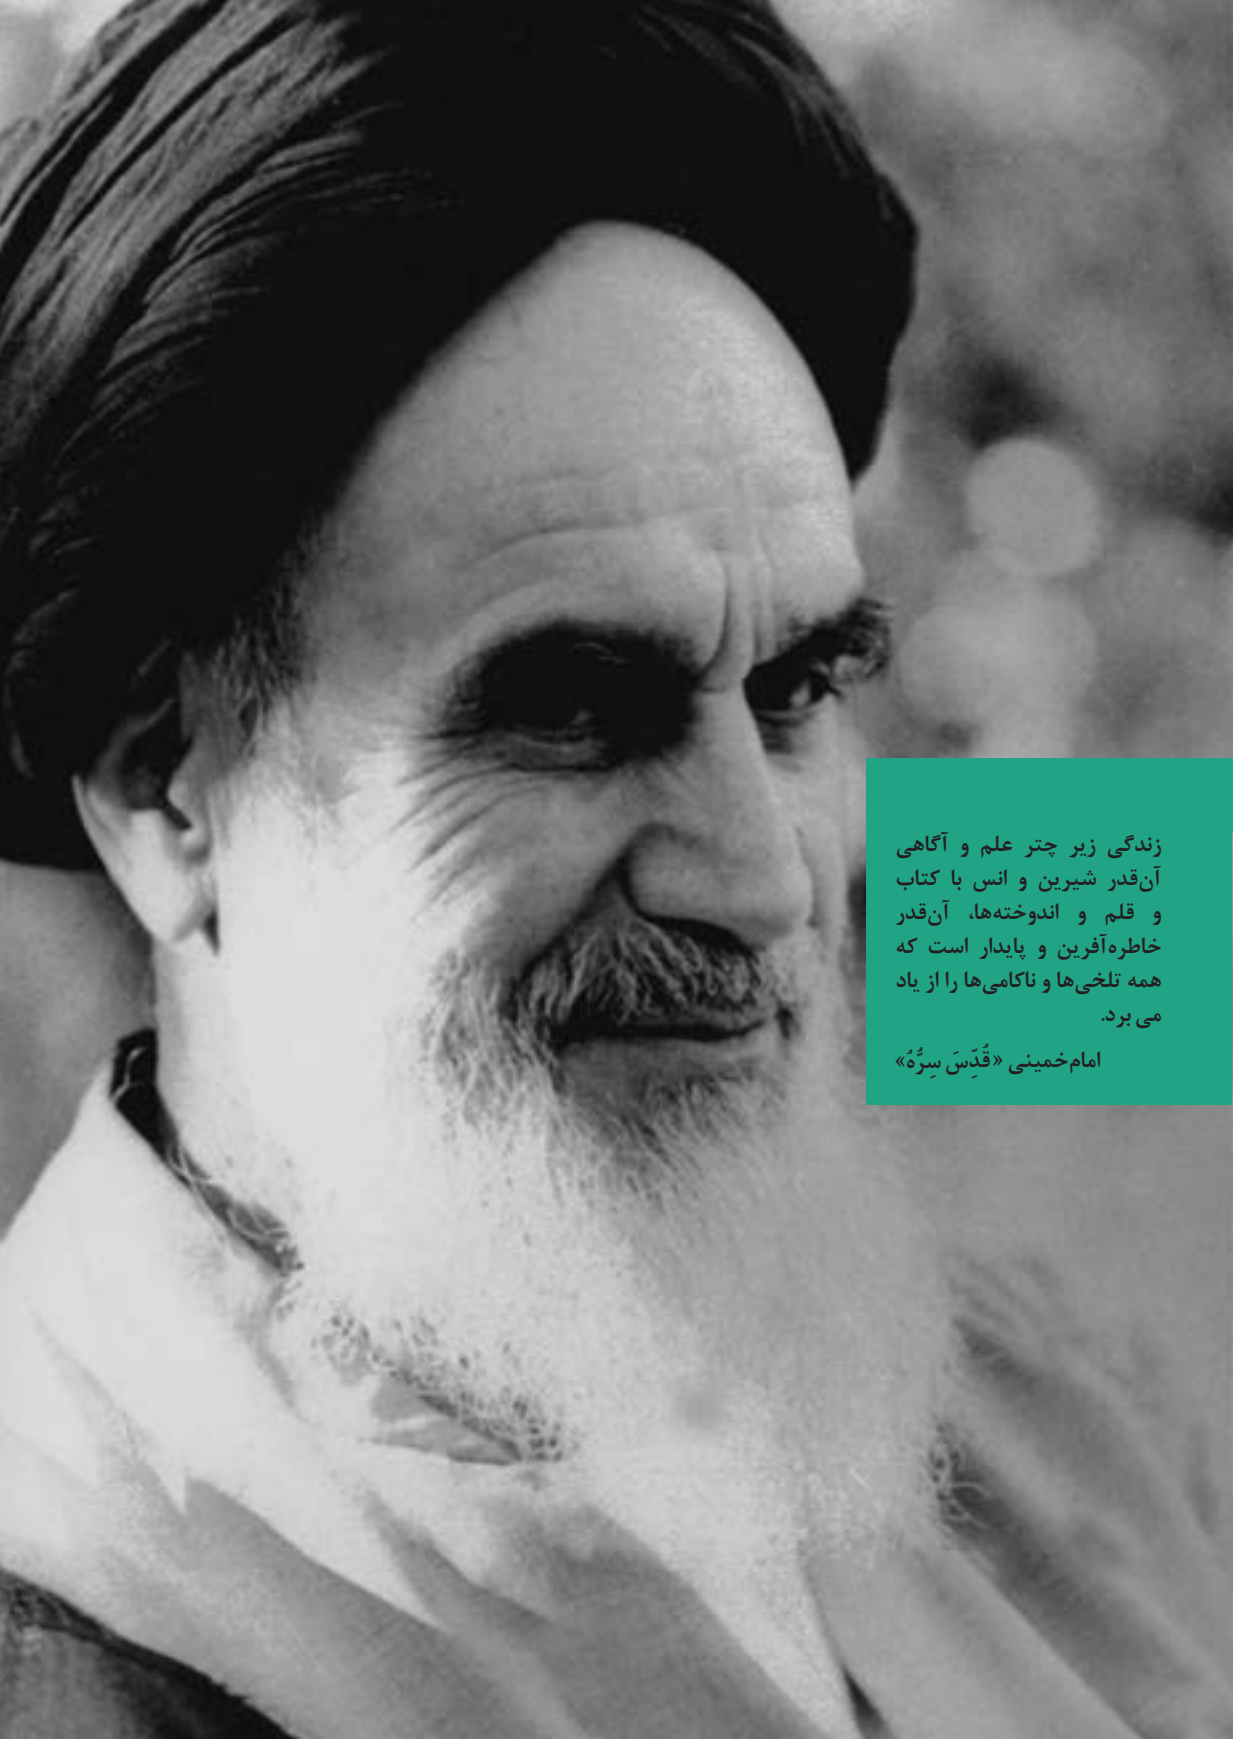 زندگی زیر چتر علم و آگاهی
آن‌قدر شیرین و انس با کتاب
و قلم و اندوخته‌ها، آن‌قدر
خاطره‌آفرین و پایدار است که
همه تلخی‌ها و ناکامی‌ها را از یاد
می برد.
امام‌خمینی «قُدِّسَ سِرُّهُ»